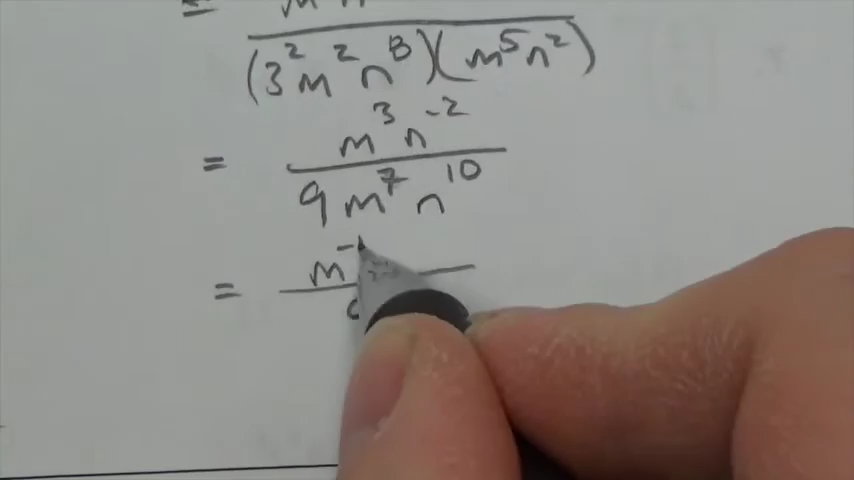 =
(3²m²n⁸)(m⁵n²)
= m³n⁻²
9m⁷n¹⁰
= m⁻